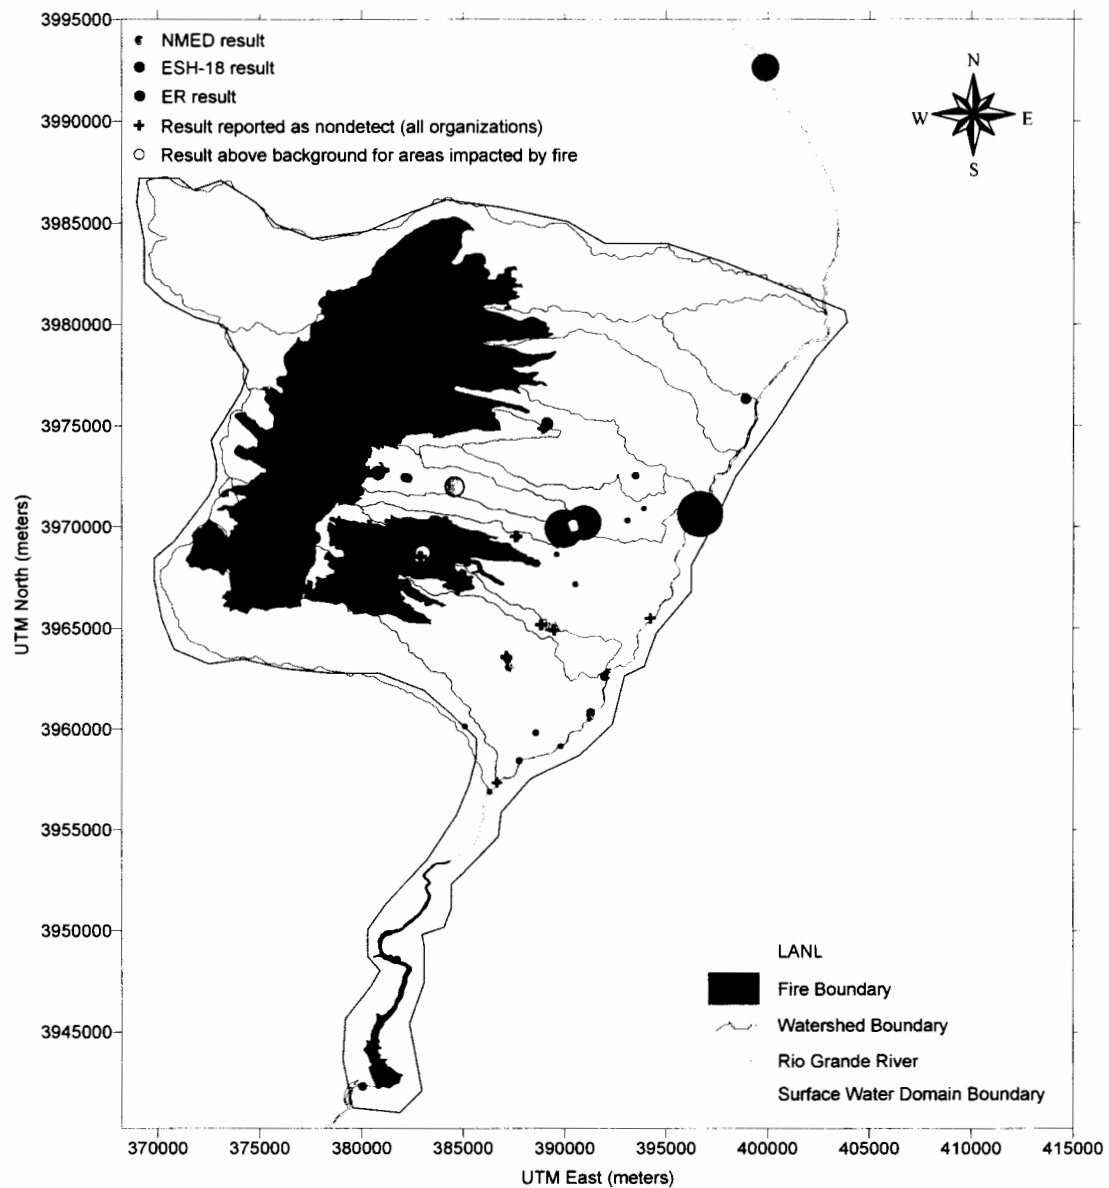 3995000
NMED result
ESH-18 result
ER result
Result reported as nondetect (all organizations)
Result above background for areas impacted by fire
N
W
E
S
3990000
3985000
3980000
3975000
3970000
3965000
3960000
3955000
3950000
3945000
UTM North (meters)
LANL
Fire Boundary
Watershed Boundary
Rio Grande River
Surface Water Domain Boundary
370000 375000 380000 385000 390000 395000 400000 405000 410000 415000
UTM East (meters)